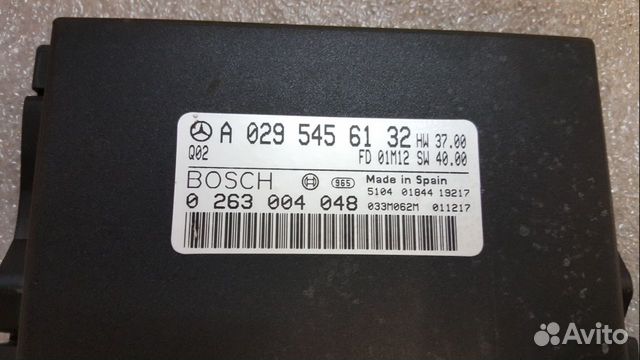 A 029 545 61 32 HW 37.00
Q02 FD 01M12 SW 40.00
BOSCH 965 Made in Spain
5104 01844 19217
0 263 004 048 033M062M 011217
Avito